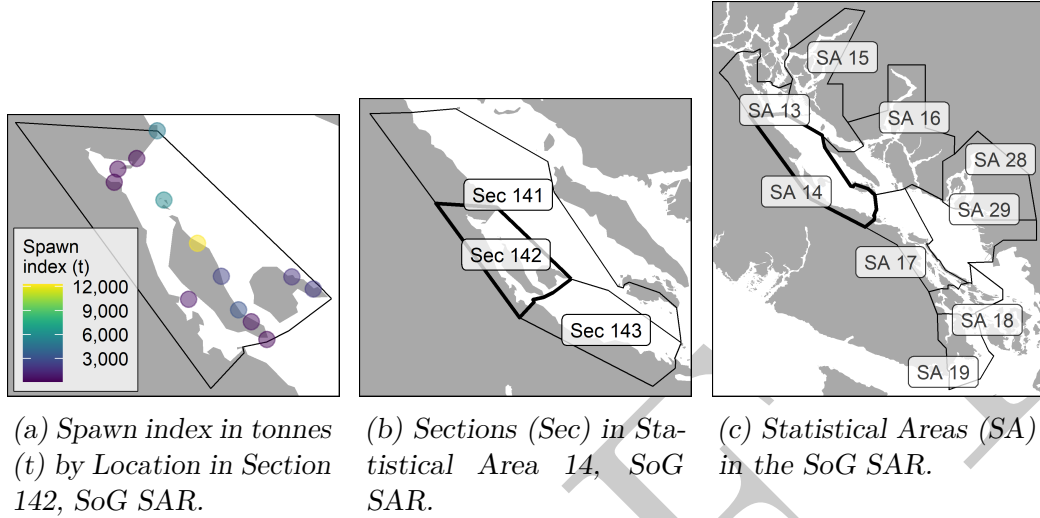 Spawn
index (t)
12,000
9,000
6,000
3,000
Sec 141
Sec 142
Sec 143
SA 15
SA 13
SA 16
SA 28
SA 14
SA 29
SA 17
SA 18
SA 19
(a) Spawn index in tonnes
(t) by Location in Section
142, SoG SAR.
(b) Sections (Sec) in Sta-
tistical Area 14, SoG
SAR.
(c) Statistical Areas (SA)
in the SoG SAR.